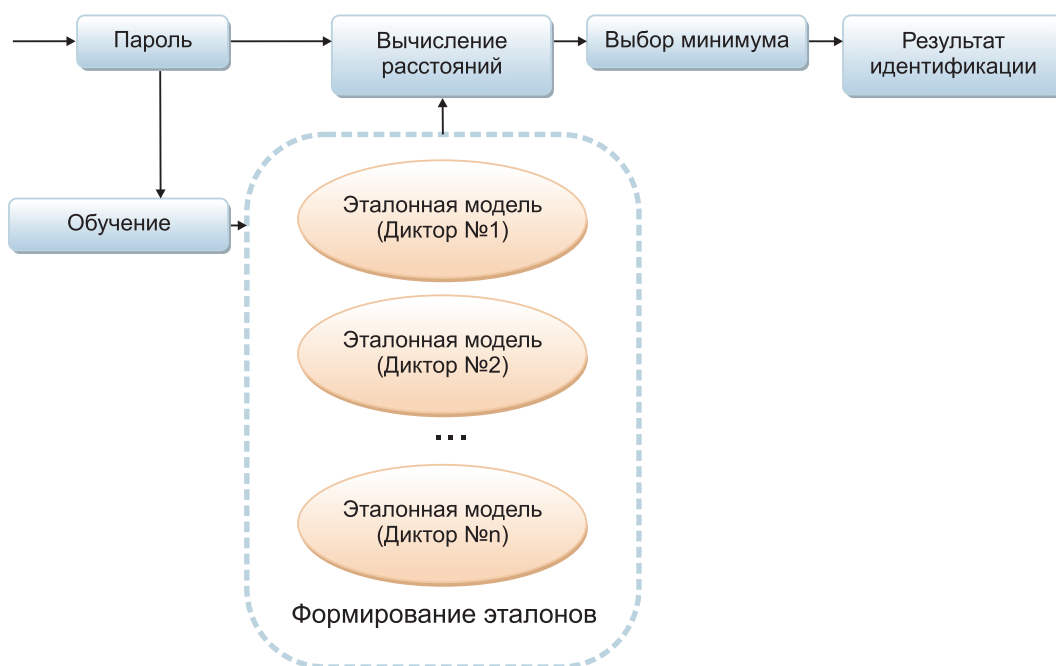 Пароль
Вычисление
расстояний
Выбор минимума
Результат
идентификации
Обучение
Эталонная модель
(Диктор №1)
Эталонная модель
(Диктор №2)
...
Эталонная модель
(Диктор №n)
Формирование эталонов